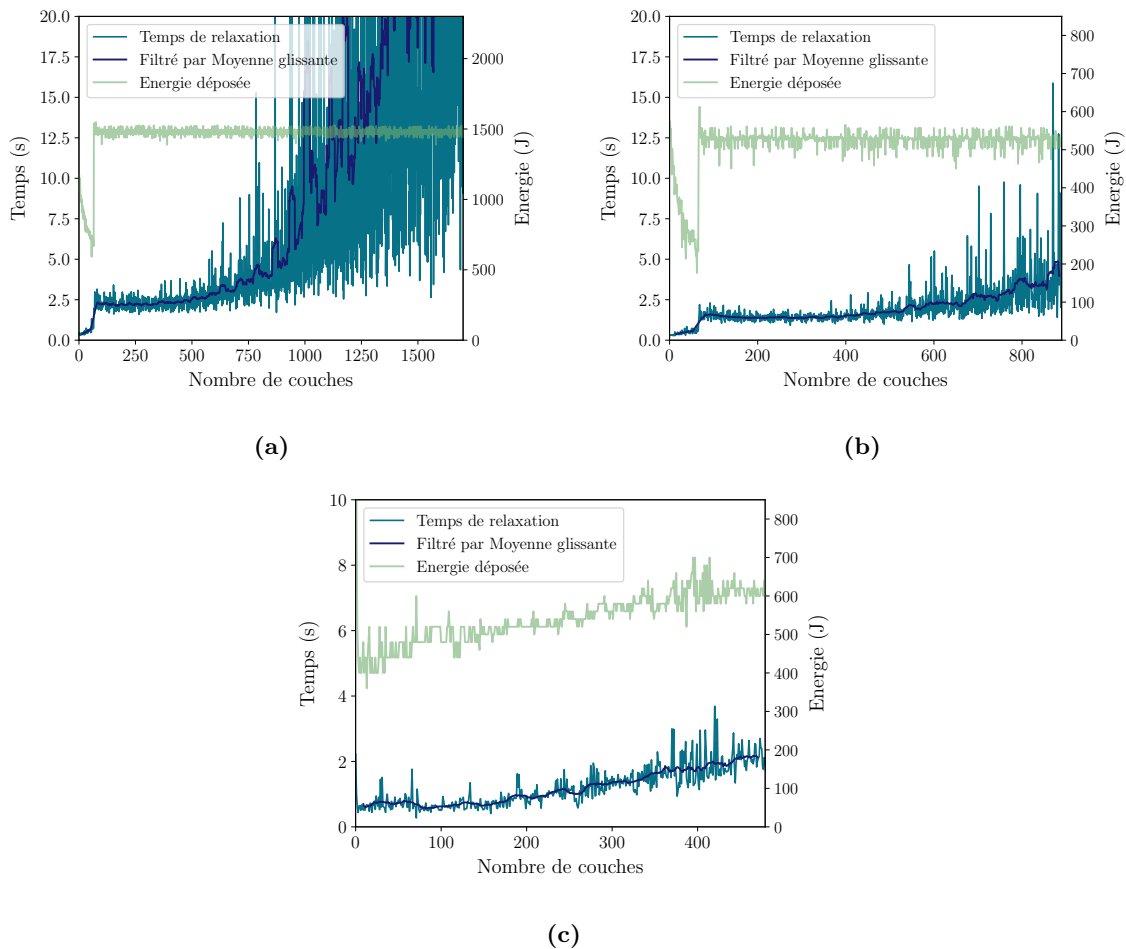 Temps de relaxation
Filtré par Moyenne glissante
Energie déposée
20.0
17.5
15.0
12.5
10.0
7.5
5.0
2.5
0.0
Temps (s)
0 250 500 750 1000 1250 1500
Nombre de couches
2000
1500
1000
500
0
Energie (J)
(a)
Temps de relaxation
Filtré par Moyenne glissante
Energie déposée
20.0
17.5
15.0
12.5
10.0
7.5
5.0
2.5
0.0
Temps (s)
0 200 400 600 800
Nombre de couches
800
700
600
500
400
300
200
100
0
Energie (J)
(b)
Temps de relaxation
Filtré par Moyenne glissante
Energie déposée
10
8
6
4
2
0
Temps (s)
0 100 200 300 400
Nombre de couches
800
700
600
500
400
300
200
100
0
Energie (J)
(c)